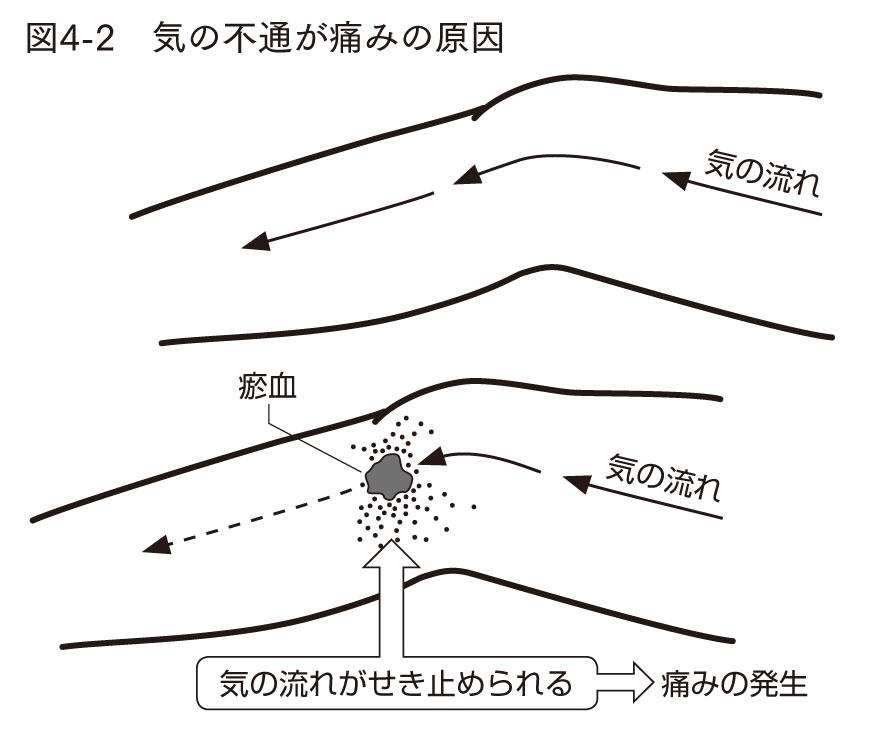 図4-2　気の不通が痛みの原因
気の流れ
瘀血
気の流れ
気の流れがせき止められる
痛みの発生